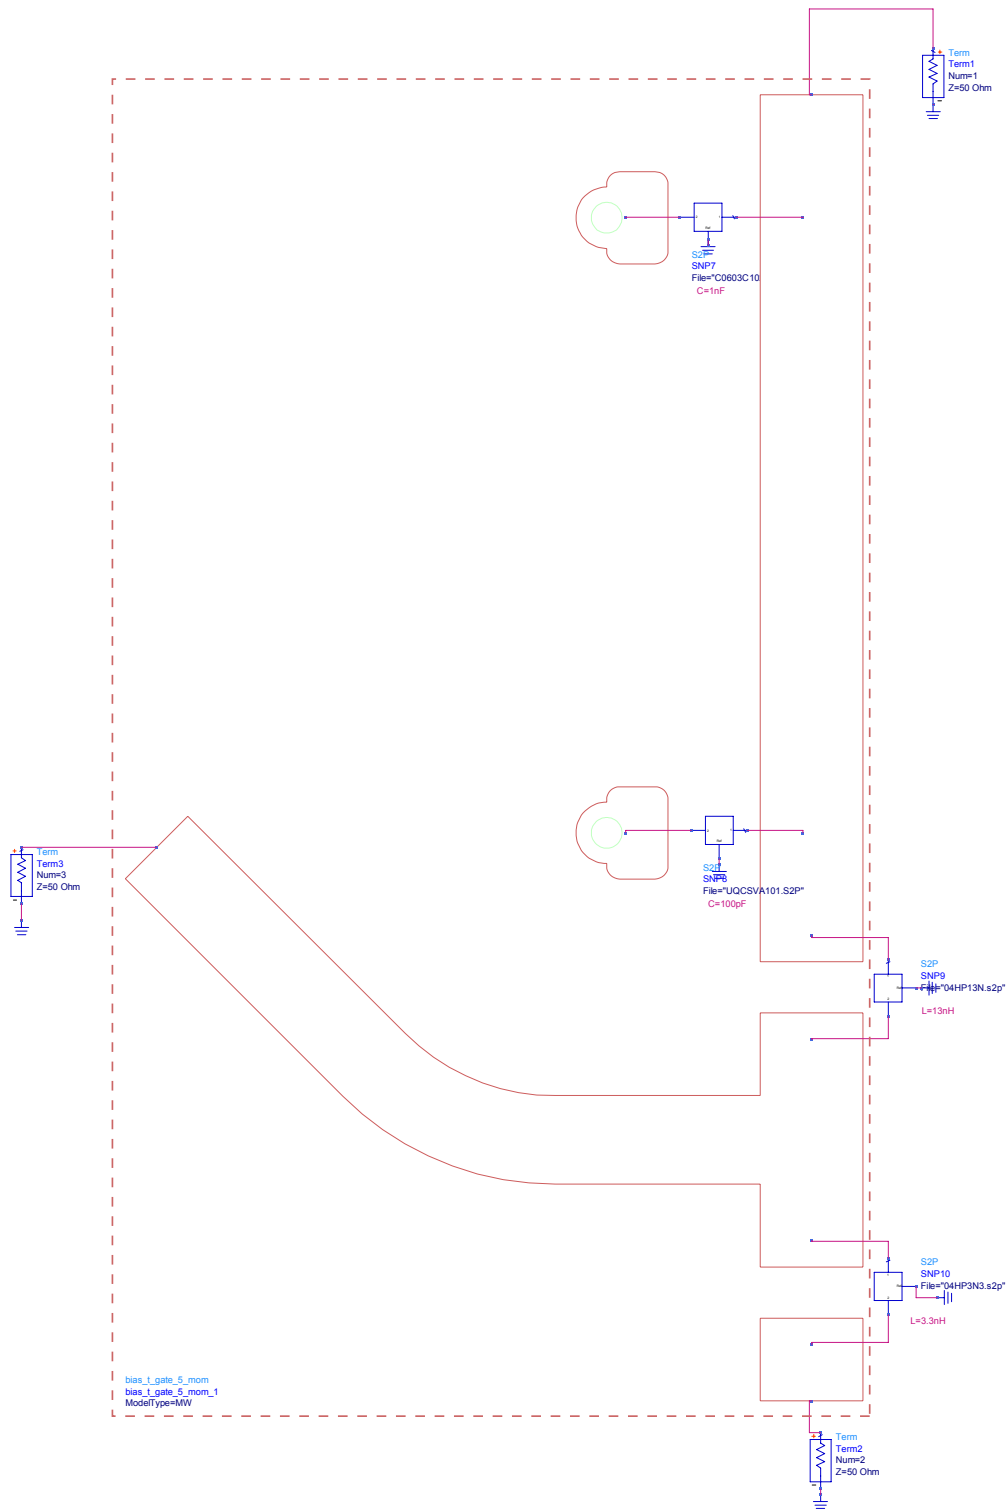 Term
Term1
Num=1
Z=50 Ohm
S2P
SNP7
File="C0603C10
C=1nF
Term
Term3
Num=3
Z=50 Ohm
S2P
SNP8
File="UQCSVA101.S2P"
C=100pF
S2P
SNP9
File="04HP13N.s2p"
L=13nH
S2P
SNP10
File="04HP3N3.s2p"
L=3.3nH
bias_t_gate_5_mom
bias_t_gate_5_mom_1
ModelType=MW
Term
Term2
Num=2
Z=50 Ohm